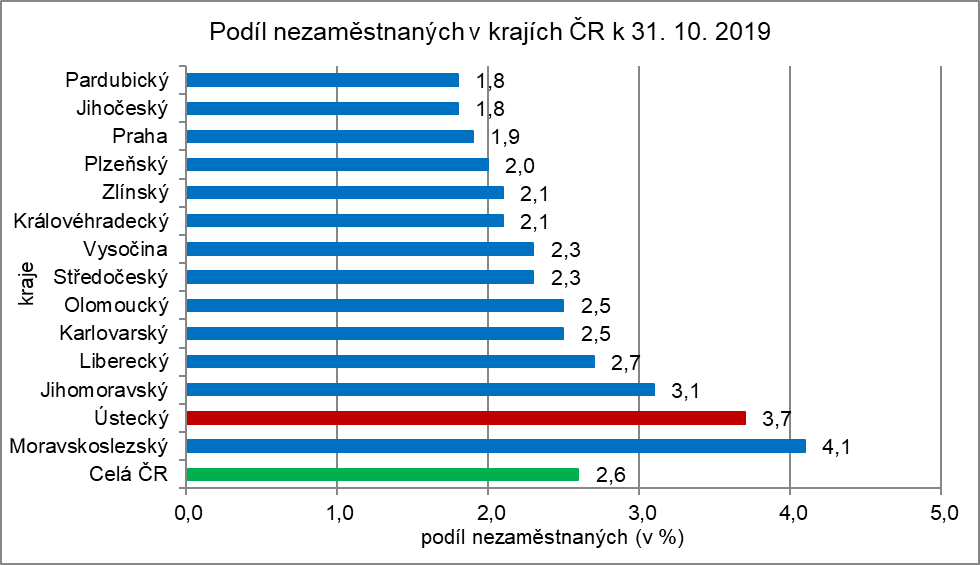 Podíl nezaměstnaných v krajích ČR k 31. 10. 2019
kraje
Pardubický 1,8
Jihočeský 1,8
Praha 1,9
Plzeňský 2,0
Zlínský 2,1
Královéhradecký 2,1
Vysočina 2,3
Středočeský 2,3
Olomoucký 2,5
Karlovarský 2,5
Liberecký 2,7
Jihomoravský 3,1
Ústecký 3,7
Moravskoslezský 4,1
Celá ČR 2,6
0,0 1,0 2,0 3,0 4,0 5,0
podíl nezaměstnaných (v %)